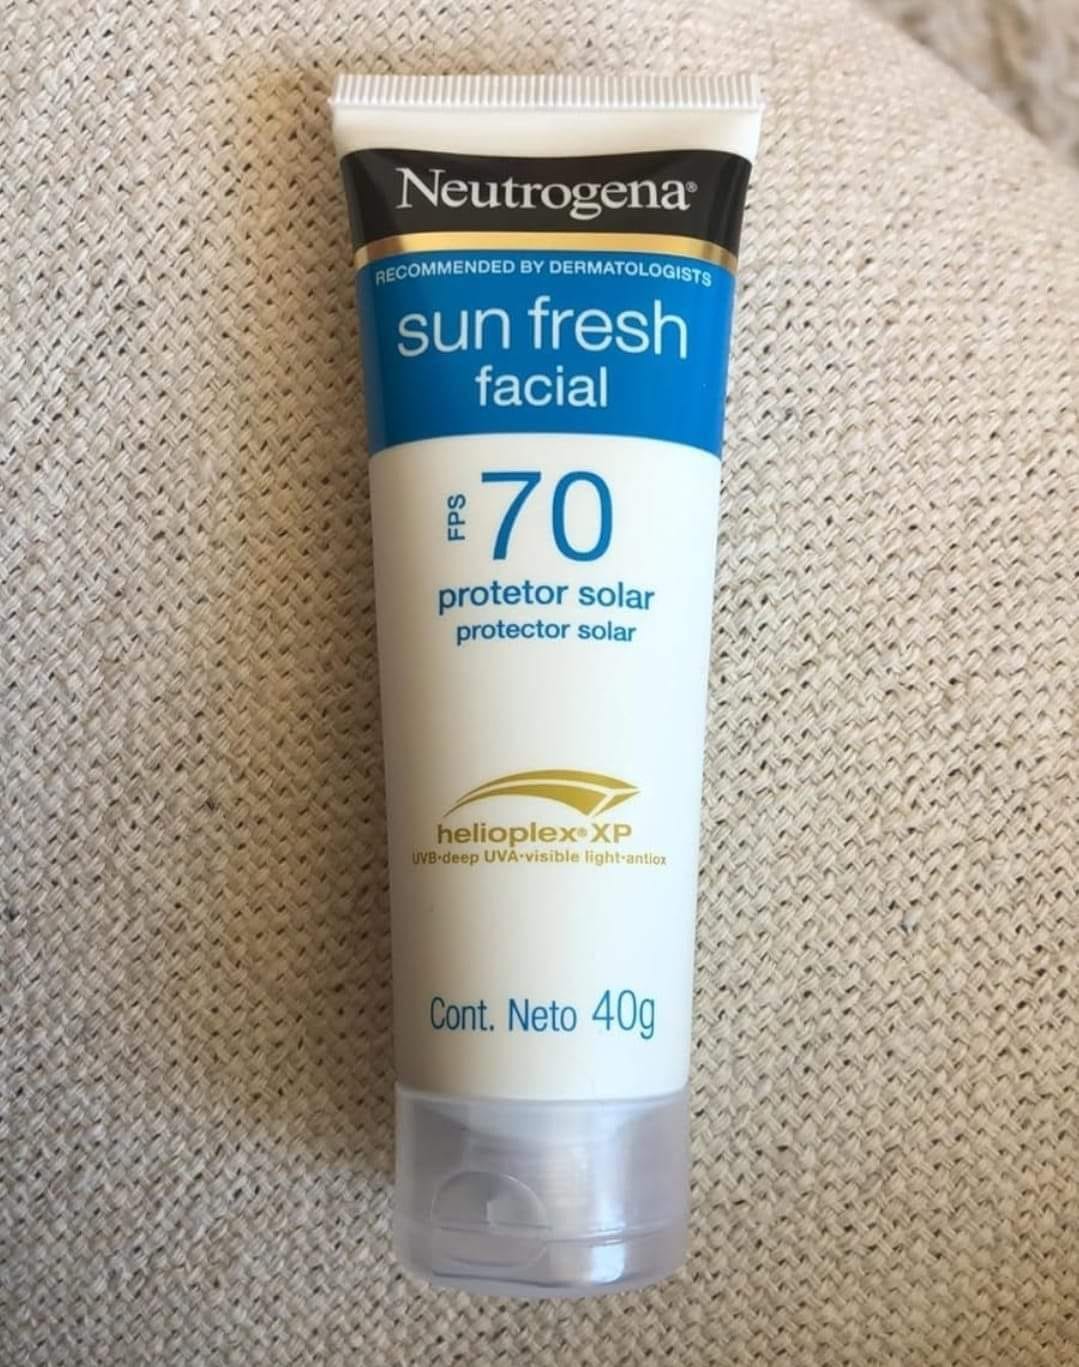 Neutrogena®
RECOMMENDED BY DERMATOLOGISTS
sun fresh
facial
FPS 70
protetor solar
protector solar
helioplex® XP
UVB·deep UVA·visible light·antiox
Cont. Neto 40g